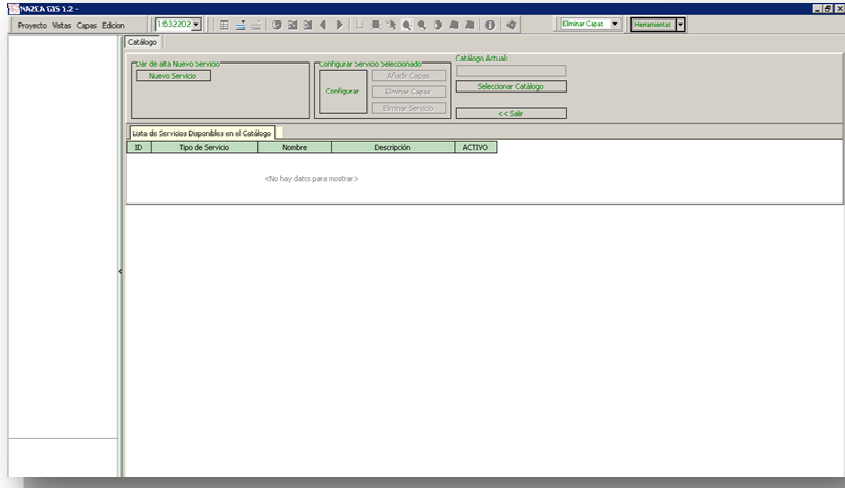 NAZCA GIS 1.2 -
Proyecto Vistas Capas Edicion 1:632202 Eliminar Capas Herramientas
Catálogo
Dar de alta Nuevo Servicio Configurar Servicio Seleccionado Catálogo Actual:
Nuevo Servicio Configurar Añadir Capas
Eliminar Capas Seleccionar Catálogo
Eliminar Servicio << Salir
Lista de Servicios Disponibles en el Catálogo
ID Tipo de Servicio Nombre Descripción ACTIVO
<No hay datos para mostrar>